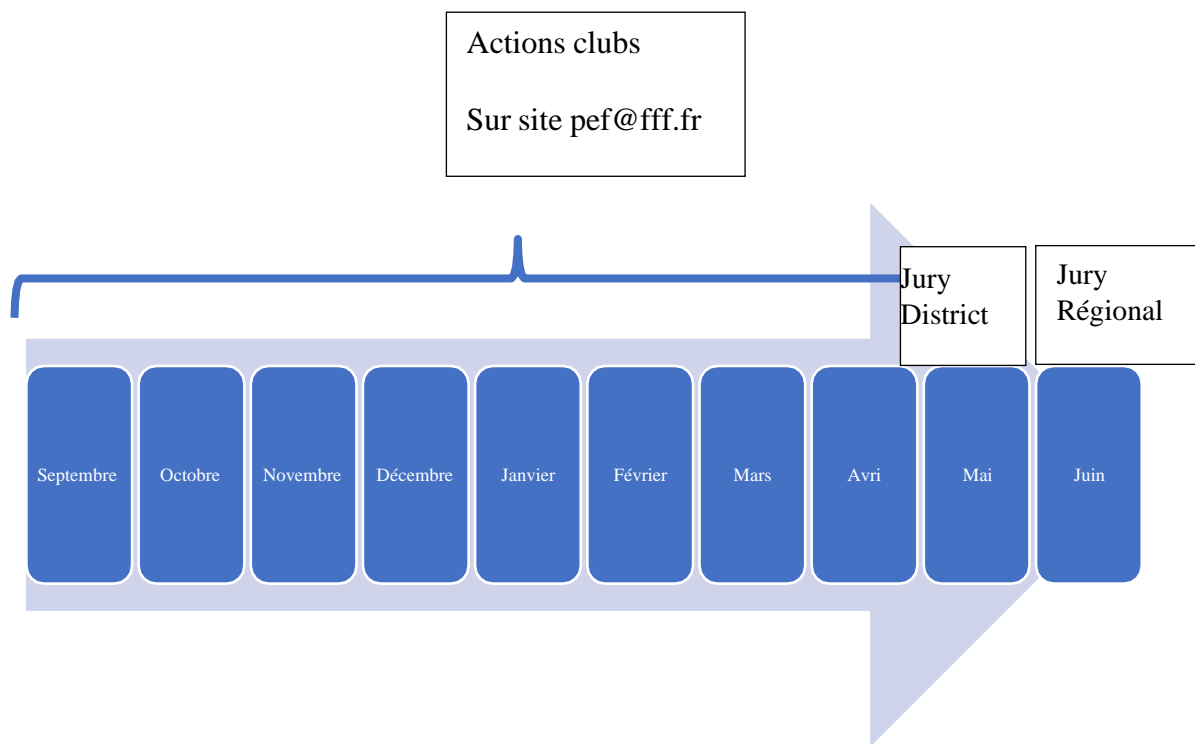 Actions clubs
Sur site pef@fff.fr
Jury
District
Jury
Régional
Septembre
Octobre
Novembre
Décembre
Janvier
Février
Mars
Avri
Mai
Juin